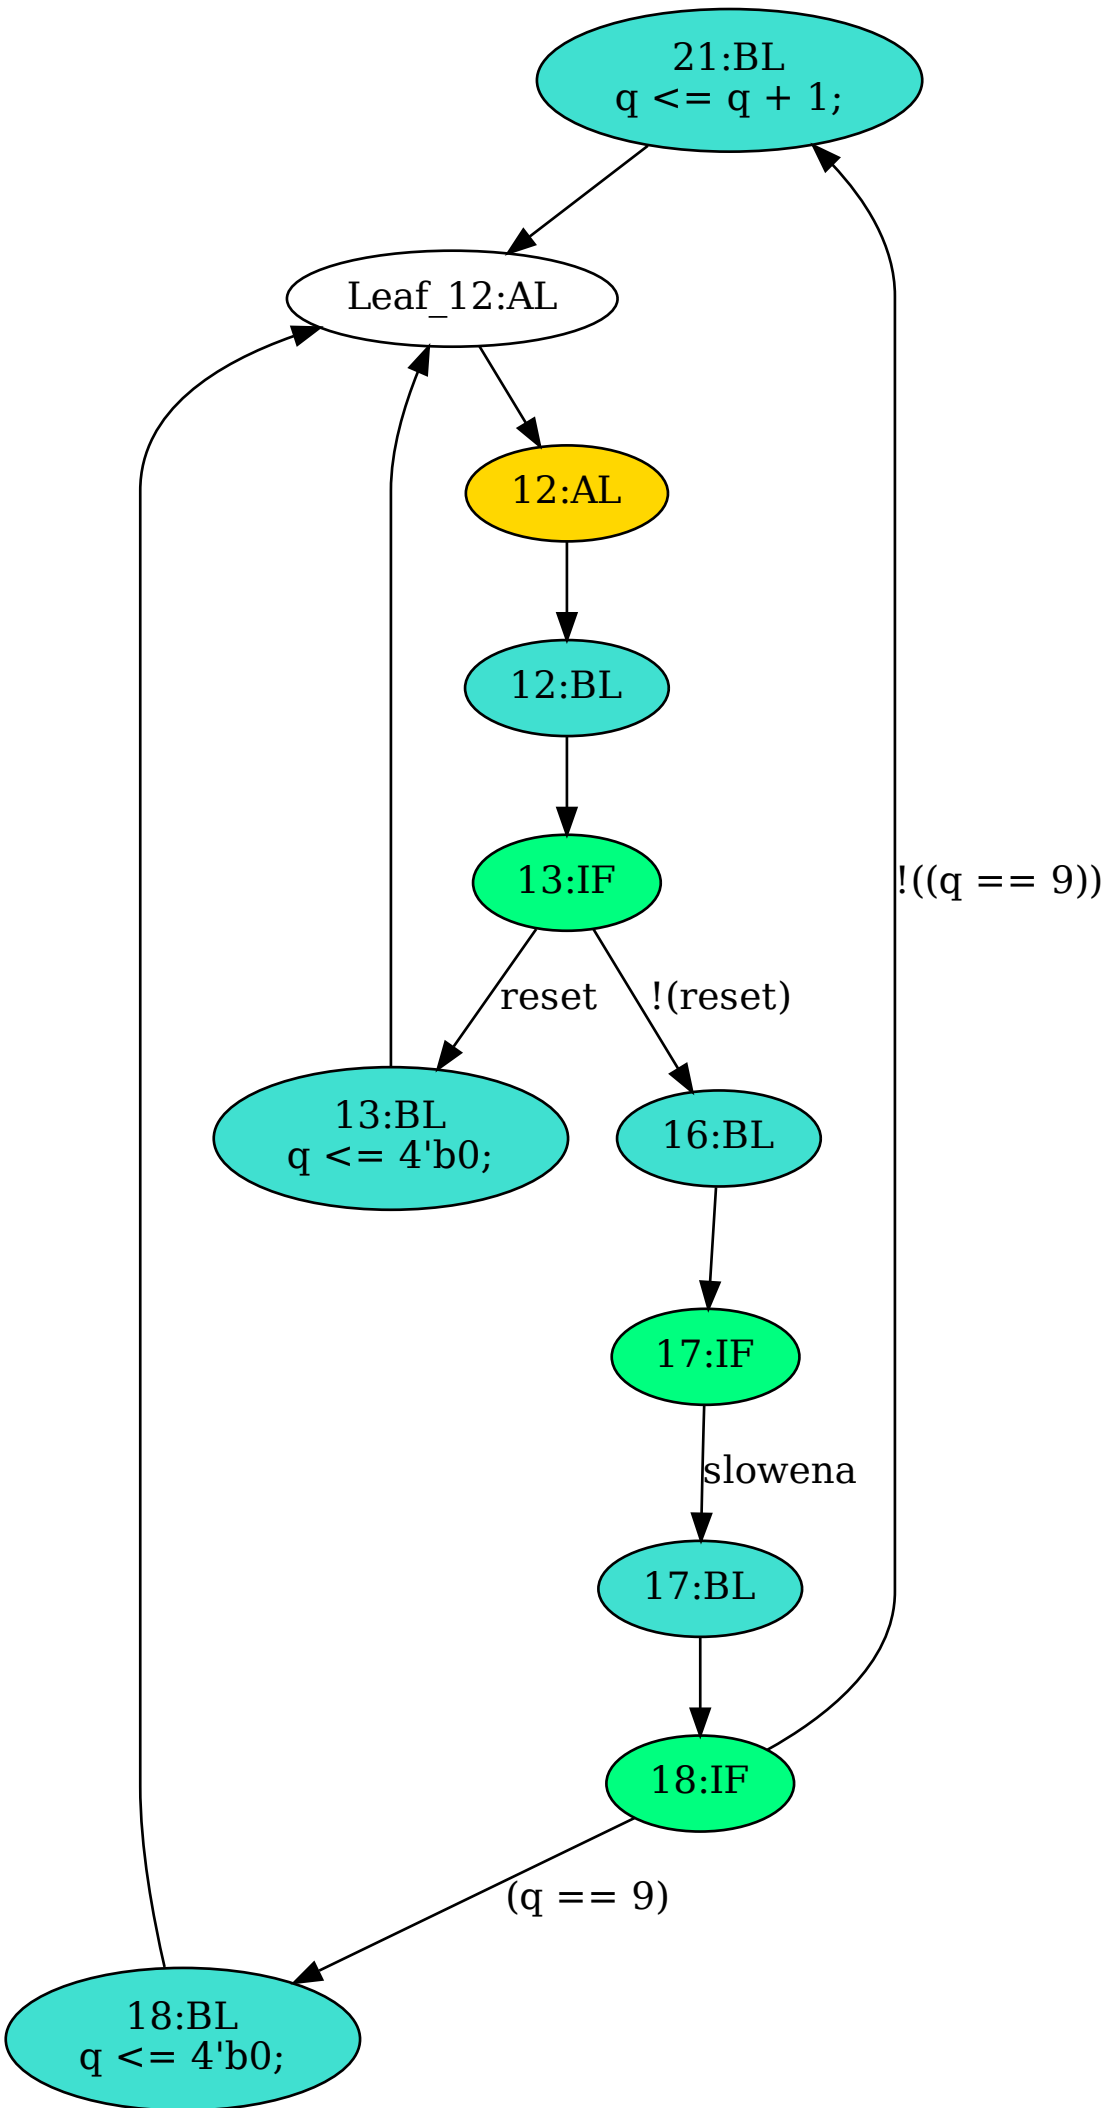 21:BL
q <= q + 1;
Leaf_12:AL
12:AL
12:BL
13:IF
!((q == 9))
reset
!(reset)
13:BL
q <= 4'b0;
16:BL
17:IF
slowena
17:BL
18:IF
(q == 9)
18:BL
q <= 4'b0;